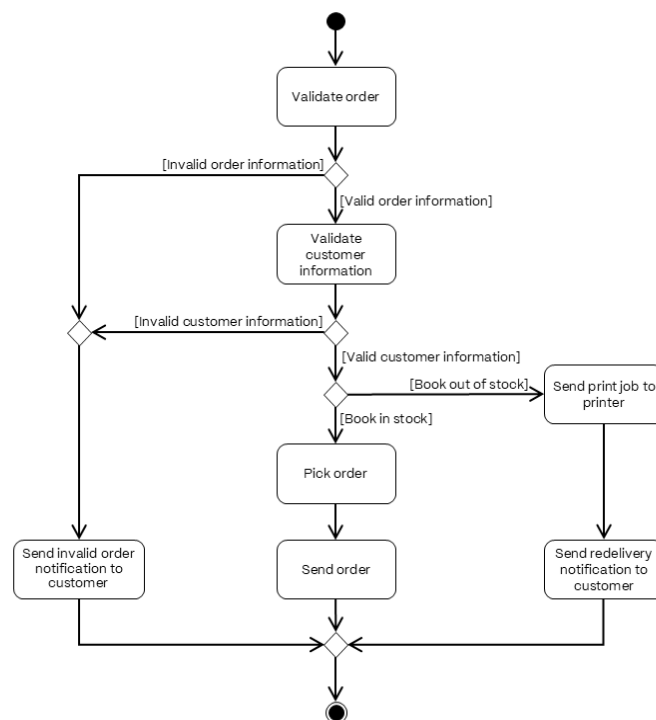 Validate order
[Invalid order information]
[Valid order information]
Validate
customer
information
[Invalid customer information]
[Valid customer information]
[Book out of stock]
Send print job to
printer
[Book in stock]
Pick order
Send invalid order
notification to
customer
Send order
Send redelivery
notification to
customer